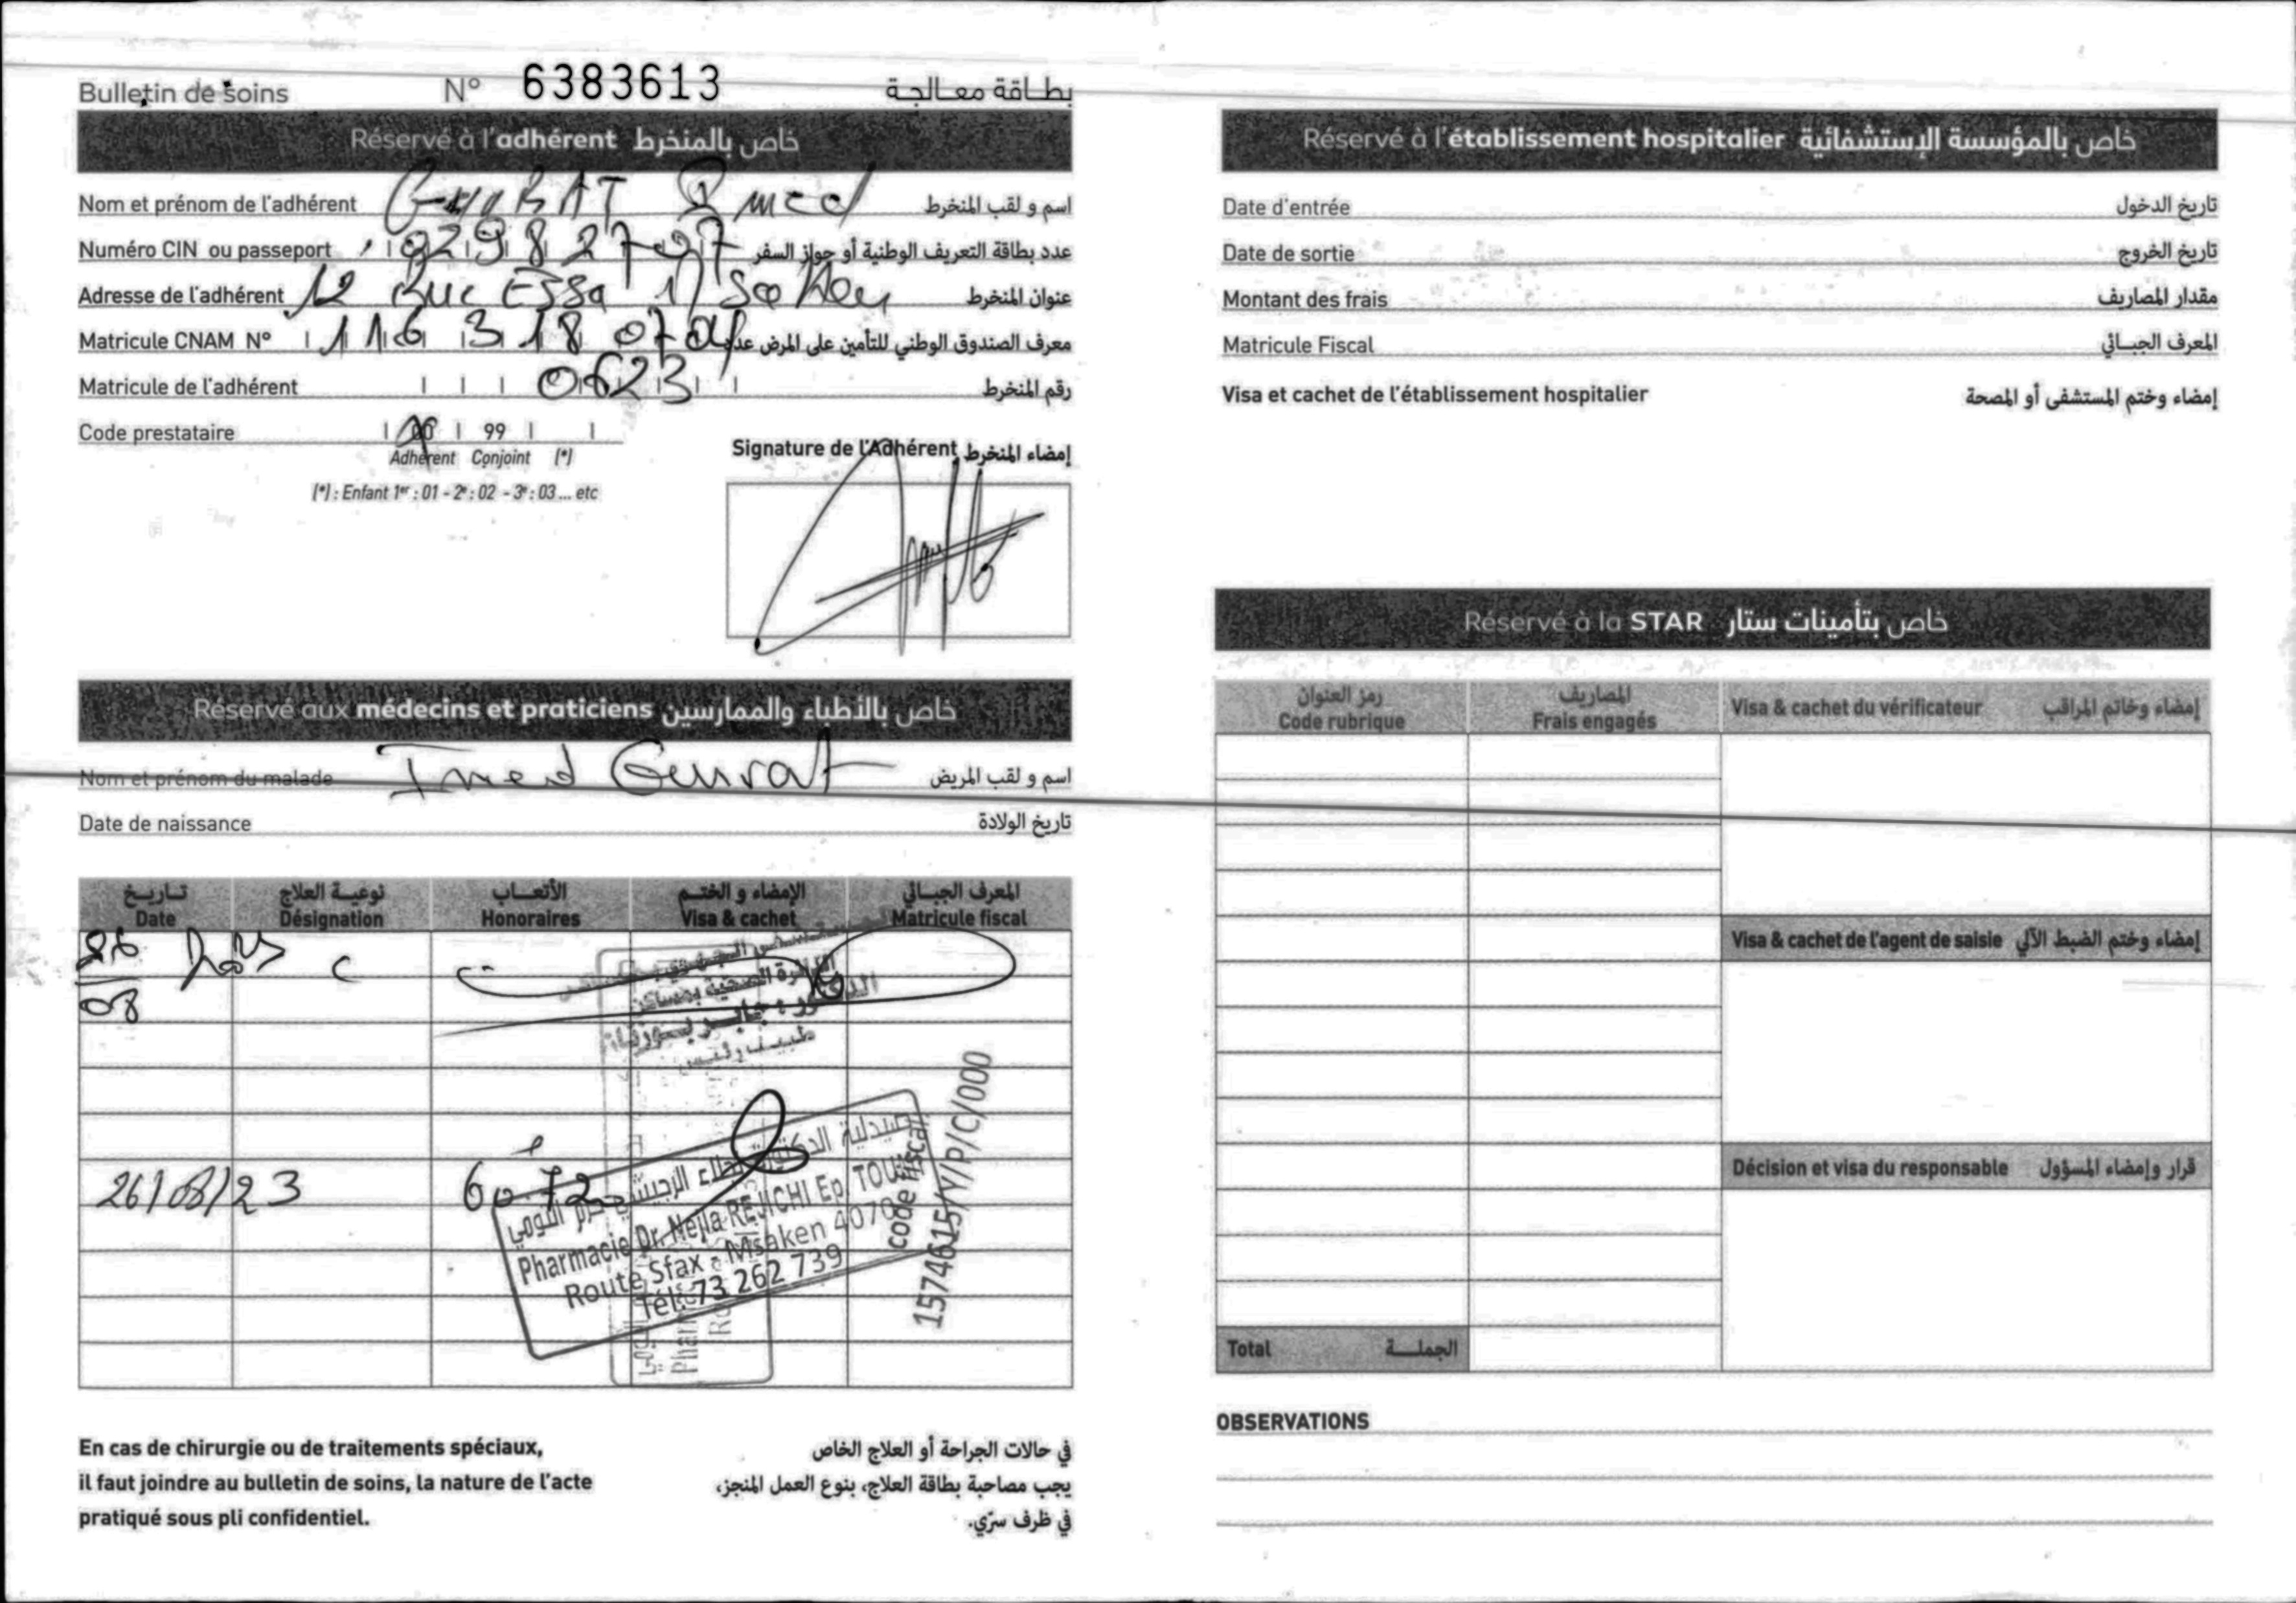 Bulletin de soins N° 6383613 بطاقة معالجة
Réservé à l'adhérent خاص بالمنخرط
Nom et prénom de l'adhérent GUURAT Imed اسم و لقب المنخرط
Numéro CIN ou passeport 02982797 عدد بطاقة التعريف الوطنية أو جواز السفر
Adresse de l'adhérent 12 Rue عنوان المنخرط
Matricule CNAM N° 116318 07 04 معرف الصندوق الوطني للتأمين على المرض عدد
Matricule de l'adhérent 0623 رقم المنخرط
Code prestataire 00 99
Adhérent Conjoint (*)
(*) : Enfant 1er : 01 - 2e : 02 - 3e : 03 ... etc
Signature de l'Adhérent إمضاء المنخرط
Réservé aux médecins et praticiens خاص بالأطباء والممارسين
Nom et prénom du malade Imed Guurat اسم و لقب المريض
Date de naissance تاريخ الولادة
تاريخ نوعية العلاج الأتعاب الإمضاء و الختم المعرف الجبائي
Date Désignation Honoraires Visa & cachet Matricule fiscal
26 C
08
طبيب رئيس
26/08/23 60,720
صيدلية الدكتورة نجلاء الرجيشي حرم التومي
Pharmacie Dr. Nejla REJICHI Ep. TOUMI
Route Sfax - Msaken 4070
Tél: 73 262 739
code fiscal
1574615/V/P/C/000
En cas de chirurgie ou de traitements spéciaux,
il faut joindre au bulletin de soins, la nature de l'acte
pratiqué sous pli confidentiel.
في حالات الجراحة أو العلاج الخاص
يجب مصاحبة بطاقة العلاج، بنوع العمل المنجز،
في ظرف سرّي.
Réservé à l'établissement hospitalier خاص بالمؤسسة الإستشفائية
Date d'entrée تاريخ الدخول
Date de sortie تاريخ الخروج
Montant des frais مقدار المصاريف
Matricule Fiscal المعرف الجبائي
Visa et cachet de l'établissement hospitalier إمضاء وختم المستشفى أو المصحة
Réservé à la STAR خاص بتأمينات ستار
رمز العنوان المصاريف
Code rubrique Frais engagés Visa & cachet du vérificateur إمضاء وخاتم المراقب
Visa & cachet de l'agent de saisie إمضاء وختم الضبط الآلي
Décision et visa du responsable قرار وإمضاء المسؤول
Total الجملة
OBSERVATIONS